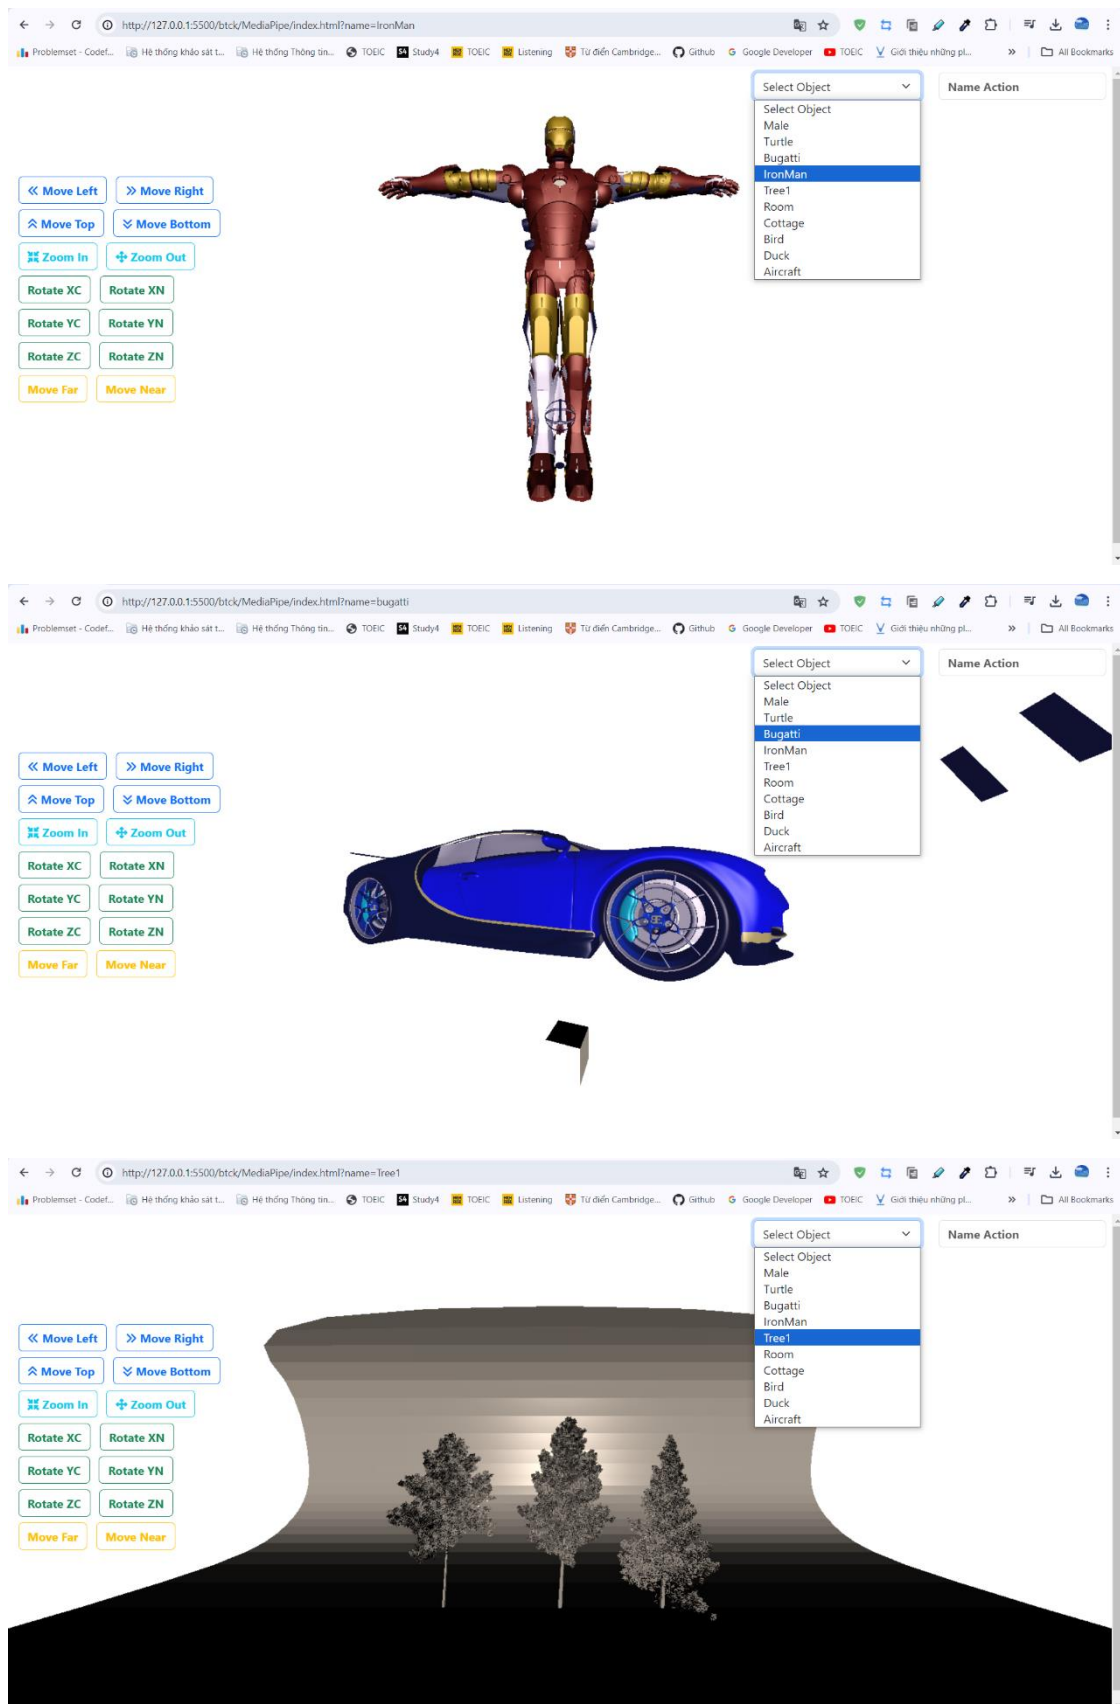 http://127.0.0.1:5500/btck/MediaPipe/index.html?name=IronMan
Problemset - Codef... Hệ thống khảo sát t... Hệ thống Thông tin... TOEIC Study4 TOEIC Listening Từ điển Cambridge... Github Google Developer TOEIC Giới thiệu những pl... » All Bookmarks
Select Object Name Action
Select Object
Male
Turtle
Bugatti
IronMan
Tree1
Room
Cottage
Bird
Duck
Aircraft
Move Left Move Right
Move Top Move Bottom
Zoom In Zoom Out
Rotate XC Rotate XN
Rotate YC Rotate YN
Rotate ZC Rotate ZN
Move Far Move Near
http://127.0.0.1:5500/btck/MediaPipe/index.html?name=bugatti
Problemset - Codef... Hệ thống khảo sát t... Hệ thống Thông tin... TOEIC Study4 TOEIC Listening Từ điển Cambridge... Github Google Developer TOEIC Giới thiệu những pl... » All Bookmarks
Select Object Name Action
Select Object
Male
Turtle
Bugatti
IronMan
Tree1
Room
Cottage
Bird
Duck
Aircraft
Move Left Move Right
Move Top Move Bottom
Zoom In Zoom Out
Rotate XC Rotate XN
Rotate YC Rotate YN
Rotate ZC Rotate ZN
Move Far Move Near
http://127.0.0.1:5500/btck/MediaPipe/index.html?name=Tree1
Problemset - Codef... Hệ thống khảo sát t... Hệ thống Thông tin... TOEIC Study4 TOEIC Listening Từ điển Cambridge... Github Google Developer TOEIC Giới thiệu những pl... » All Bookmarks
Select Object Name Action
Select Object
Male
Turtle
Bugatti
IronMan
Tree1
Room
Cottage
Bird
Duck
Aircraft
Move Left Move Right
Move Top Move Bottom
Zoom In Zoom Out
Rotate XC Rotate XN
Rotate YC Rotate YN
Rotate ZC Rotate ZN
Move Far Move Near